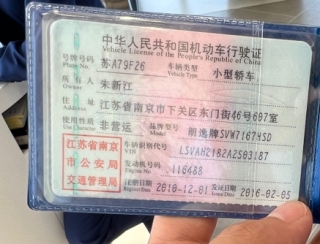 中华人民共和国机动车行驶证
Vehicle License of the People's Republic of China
号牌号码 苏A79F26 车辆类型 小型轿车
Plate No. Vehicle Type
所有人 朱新江
Owner
住址 江苏省南京市下关区东门街46号697室
Address
使用性质 非营运 品牌型号 朗逸牌SVW71674SD
Use Character Model
江苏省南京市公安局交通管理局
车辆识别代号
VIN
发动机号码 116488
Engine No.
注册日期 2010-12-01 发证日期 2016-02-05
Register Date Issue Date